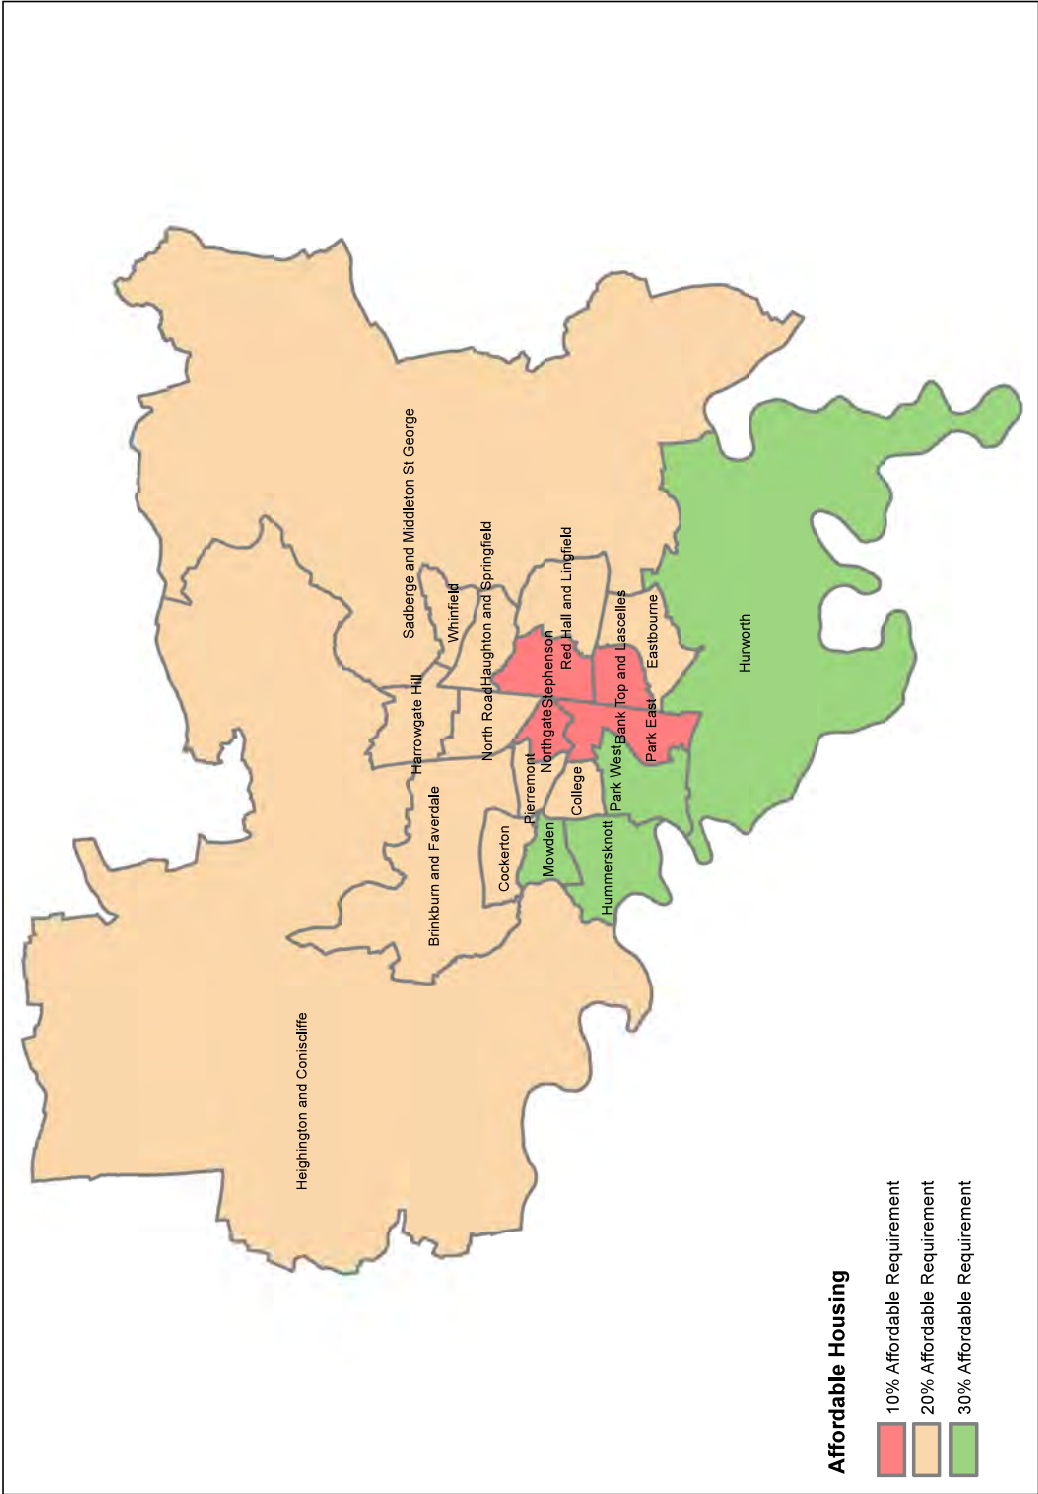 Heighington and Coniscliffe
Sadberge and Middleton St George
Harrowgate Hill
Brinkburn and Faverdale
Whinfield
Haughton and Springfield
North Road
Cockerton
Pierremont
Northgate
Stephenson
Red Hall and Lingfield
Mowden
College
Hummersknott
Park West
Bank Top and Lascelles
Park East
Eastbourne
Hurworth
Affordable Housing
10% Affordable Requirement
20% Affordable Requirement
30% Affordable Requirement